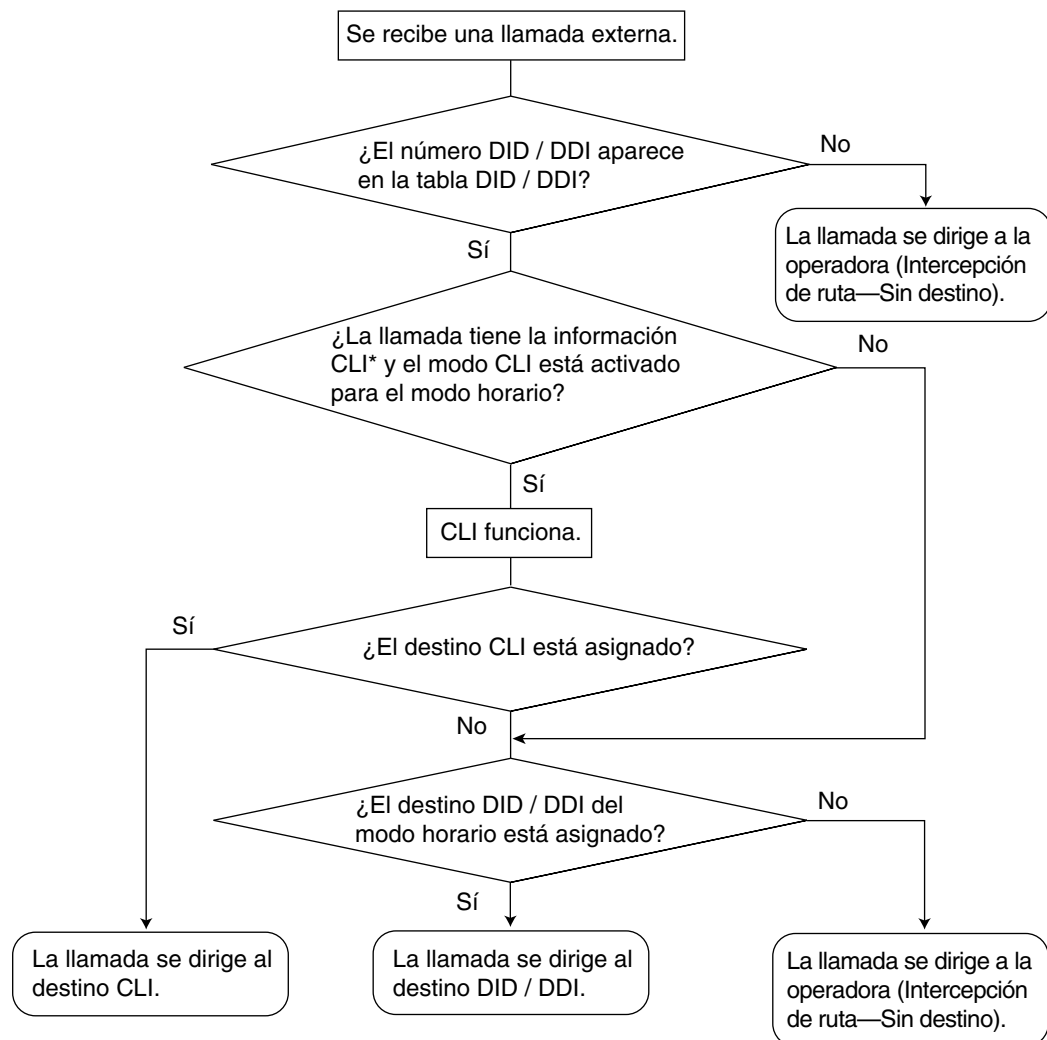 Se recibe una llamada externa.
¿El número DID / DDI aparece
en la tabla DID / DDI?
No
Sí
La llamada se dirige a la
operadora (Intercepción
de ruta—Sin destino).
¿La llamada tiene la información
CLI* y el modo CLI está activado
para el modo horario?
No
Sí
CLI funciona.
Sí
¿El destino CLI está asignado?
No
¿El destino DID / DDI del
modo horario está asignado?
No
Sí
La llamada se dirige al
destino CLI.
La llamada se dirige al
destino DID / DDI.
La llamada se dirige a la
operadora (Intercepción
de ruta—Sin destino).